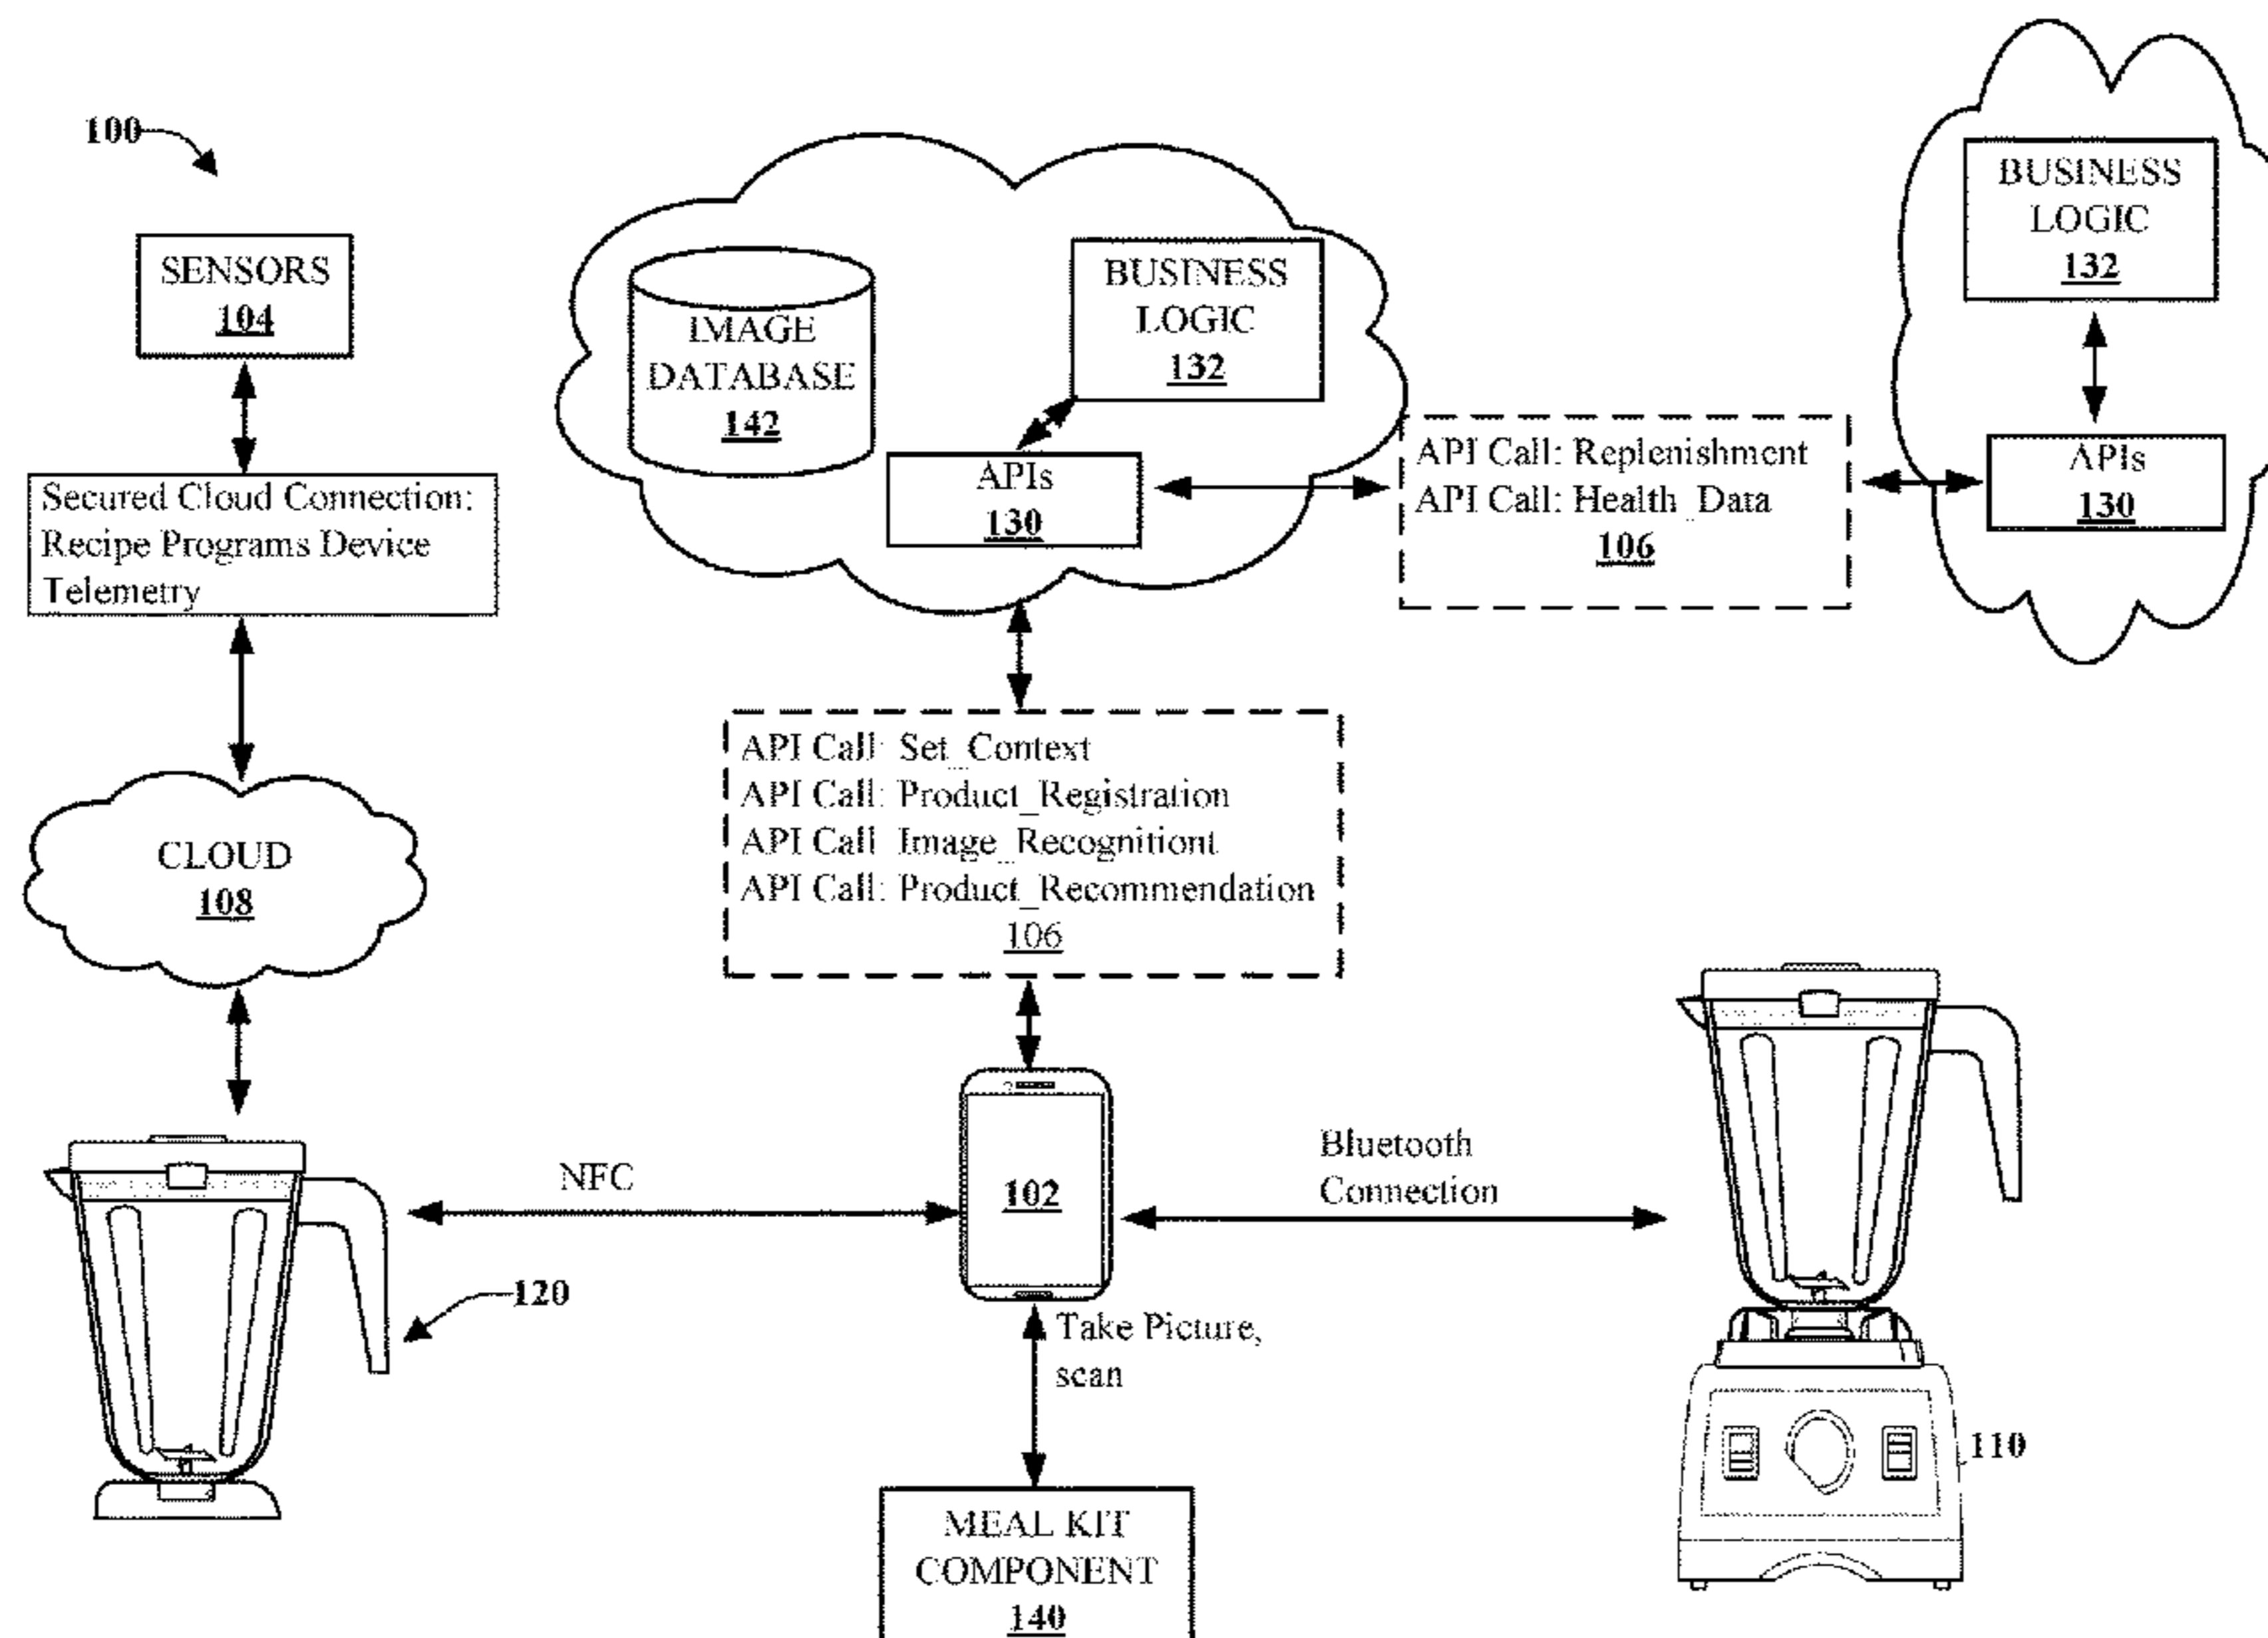 100
SENSORS
104
Secured Cloud Connection:
Recipe Programs Device
Telemetry
CLOUD
108
IMAGE
DATABASE
142
BUSINESS
LOGIC
132
APIs
130
API Call: Replenishment
API Call: Health_Data
106
BUSINESS
LOGIC
132
APIs
130
API Call: Set_Context
API Call: Product_Registration
API Call: Image_Recognitiont
API Call: Product_Recommendation
106
NFC
102
Bluetooth
Connection
120
Take Picture,
scan
110
MEAL KIT
COMPONENT
140